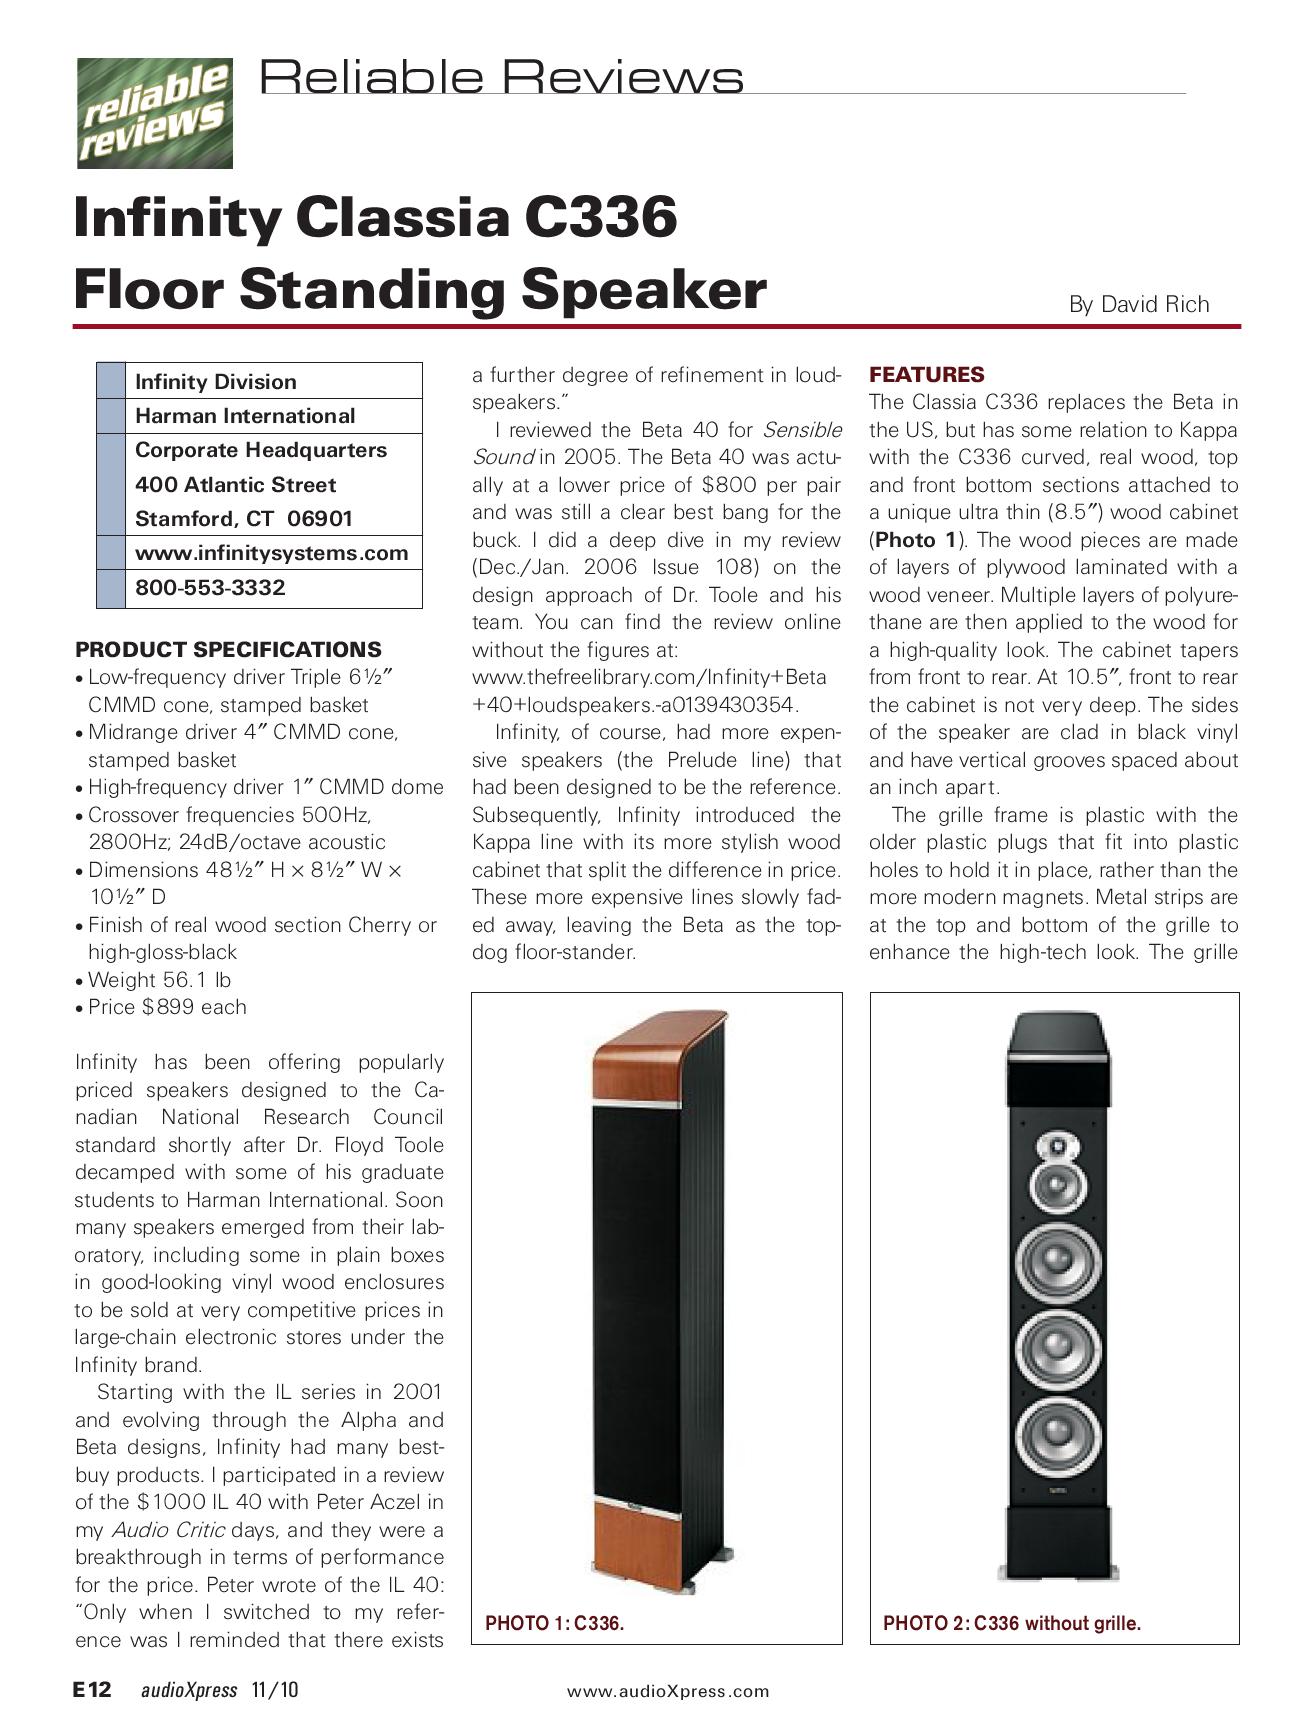 reliable
reviews
Reliable Reviews
Infinity Classia C336
Floor Standing Speaker
By David Rich
Infinity Division
Harman International
Corporate Headquarters
400 Atlantic Street
Stamford, CT  06901
www.infinitysystems.com
800-553-3332
PRODUCT SPECIFICATIONS
• Low-frequency driver Triple 6½″
CMMD cone, stamped basket
• Midrange driver 4″ CMMD cone,
stamped basket
• High-frequency driver 1″ CMMD dome
• Crossover frequencies 500Hz,
2800Hz; 24dB/octave acoustic
• Dimensions 48½″ H × 8½″ W ×
10½″ D
• Finish of real wood section Cherry or
high-gloss-black
• Weight 56.1 lb
• Price $899 each
Infinity has been offering popularly
priced speakers designed to the Ca-
nadian National Research Council
standard shortly after Dr. Floyd Toole
decamped with some of his graduate
students to Harman International. Soon
many speakers emerged from their lab-
oratory, including some in plain boxes
in good-looking vinyl wood enclosures
to be sold at very competitive prices in
large-chain electronic stores under the
Infinity brand.
Starting with the IL series in 2001
and evolving through the Alpha and
Beta designs, Infinity had many best-
buy products. I participated in a review
of the $1000 IL 40 with Peter Aczel in
my Audio Critic days, and they were a
breakthrough in terms of performance
for the price. Peter wrote of the IL 40:
“Only when I switched to my refer-
ence was I reminded that there exists
a further degree of refinement in loud-
speakers.”
I reviewed the Beta 40 for Sensible
Sound in 2005. The Beta 40 was actu-
ally at a lower price of $800 per pair
and was still a clear best bang for the
buck. I did a deep dive in my review
(Dec./Jan. 2006 Issue 108) on the
design approach of Dr. Toole and his
team. You can find the review online
without the figures at:
www.thefreelibrary.com/Infinity+Beta
+40+loudspeakers.-a0139430354.
Infinity, of course, had more expen-
sive speakers (the Prelude line) that
had been designed to be the reference.
Subsequently, Infinity introduced the
Kappa line with its more stylish wood
cabinet that split the difference in price.
These more expensive lines slowly fad-
ed away, leaving the Beta as the top-
dog floor-stander.
FEATURES
The Classia C336 replaces the Beta in
the US, but has some relation to Kappa
with the C336 curved, real wood, top
and front bottom sections attached to
a unique ultra thin (8.5″) wood cabinet
(Photo 1). The wood pieces are made
of layers of plywood laminated with a
wood veneer. Multiple layers of polyure-
thane are then applied to the wood for
a high-quality look. The cabinet tapers
from front to rear. At 10.5″, front to rear
the cabinet is not very deep. The sides
of the speaker are clad in black vinyl
and have vertical grooves spaced about
an inch apart.
The grille frame is plastic with the
older plastic plugs that fit into plastic
holes to hold it in place, rather than the
more modern magnets. Metal strips are
at the top and bottom of the grille to
enhance the high-tech look. The grille
PHOTO 1: C336.
PHOTO 2: C336 without grille.
E12 audioXpress 11/10
www.audioXpress.com